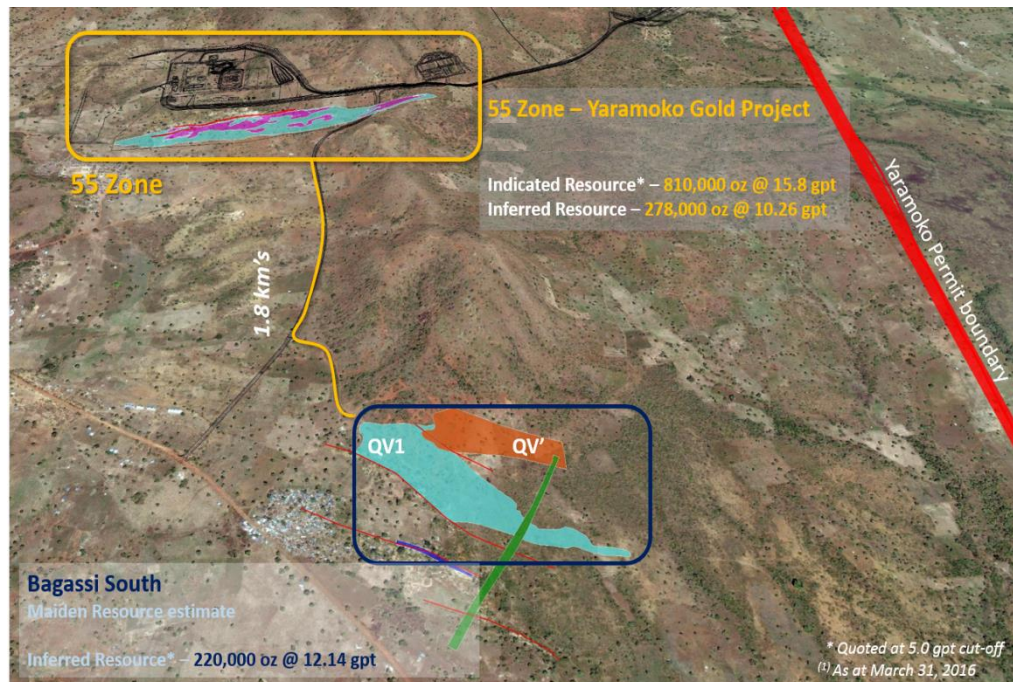 55 Zone – Yaramoko Gold Project
55 Zone
Indicated Resource* – 810,000 oz @ 15.8 gpt
Inferred Resource – 278,000 oz @ 10.26 gpt
Yaramoko Permit boundary
1.8 km's
QV1
QV'
Bagassi South
Maiden Resource estimate
Inferred Resource* – 220,000 oz @ 12.14 gpt
* Quoted at 5.0 gpt cut-off
(1) As at March 31, 2016